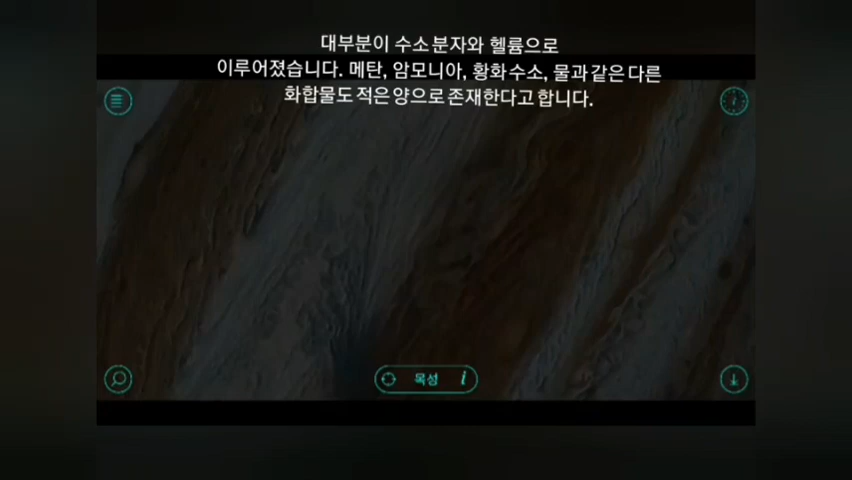 대부분이 수소 분자와 헬륨으로
이루어졌습니다. 메탄, 암모니아, 황화수소, 물과 같은 다른
화합물도 적은 양으로 존재한다고 합니다.
목성 i